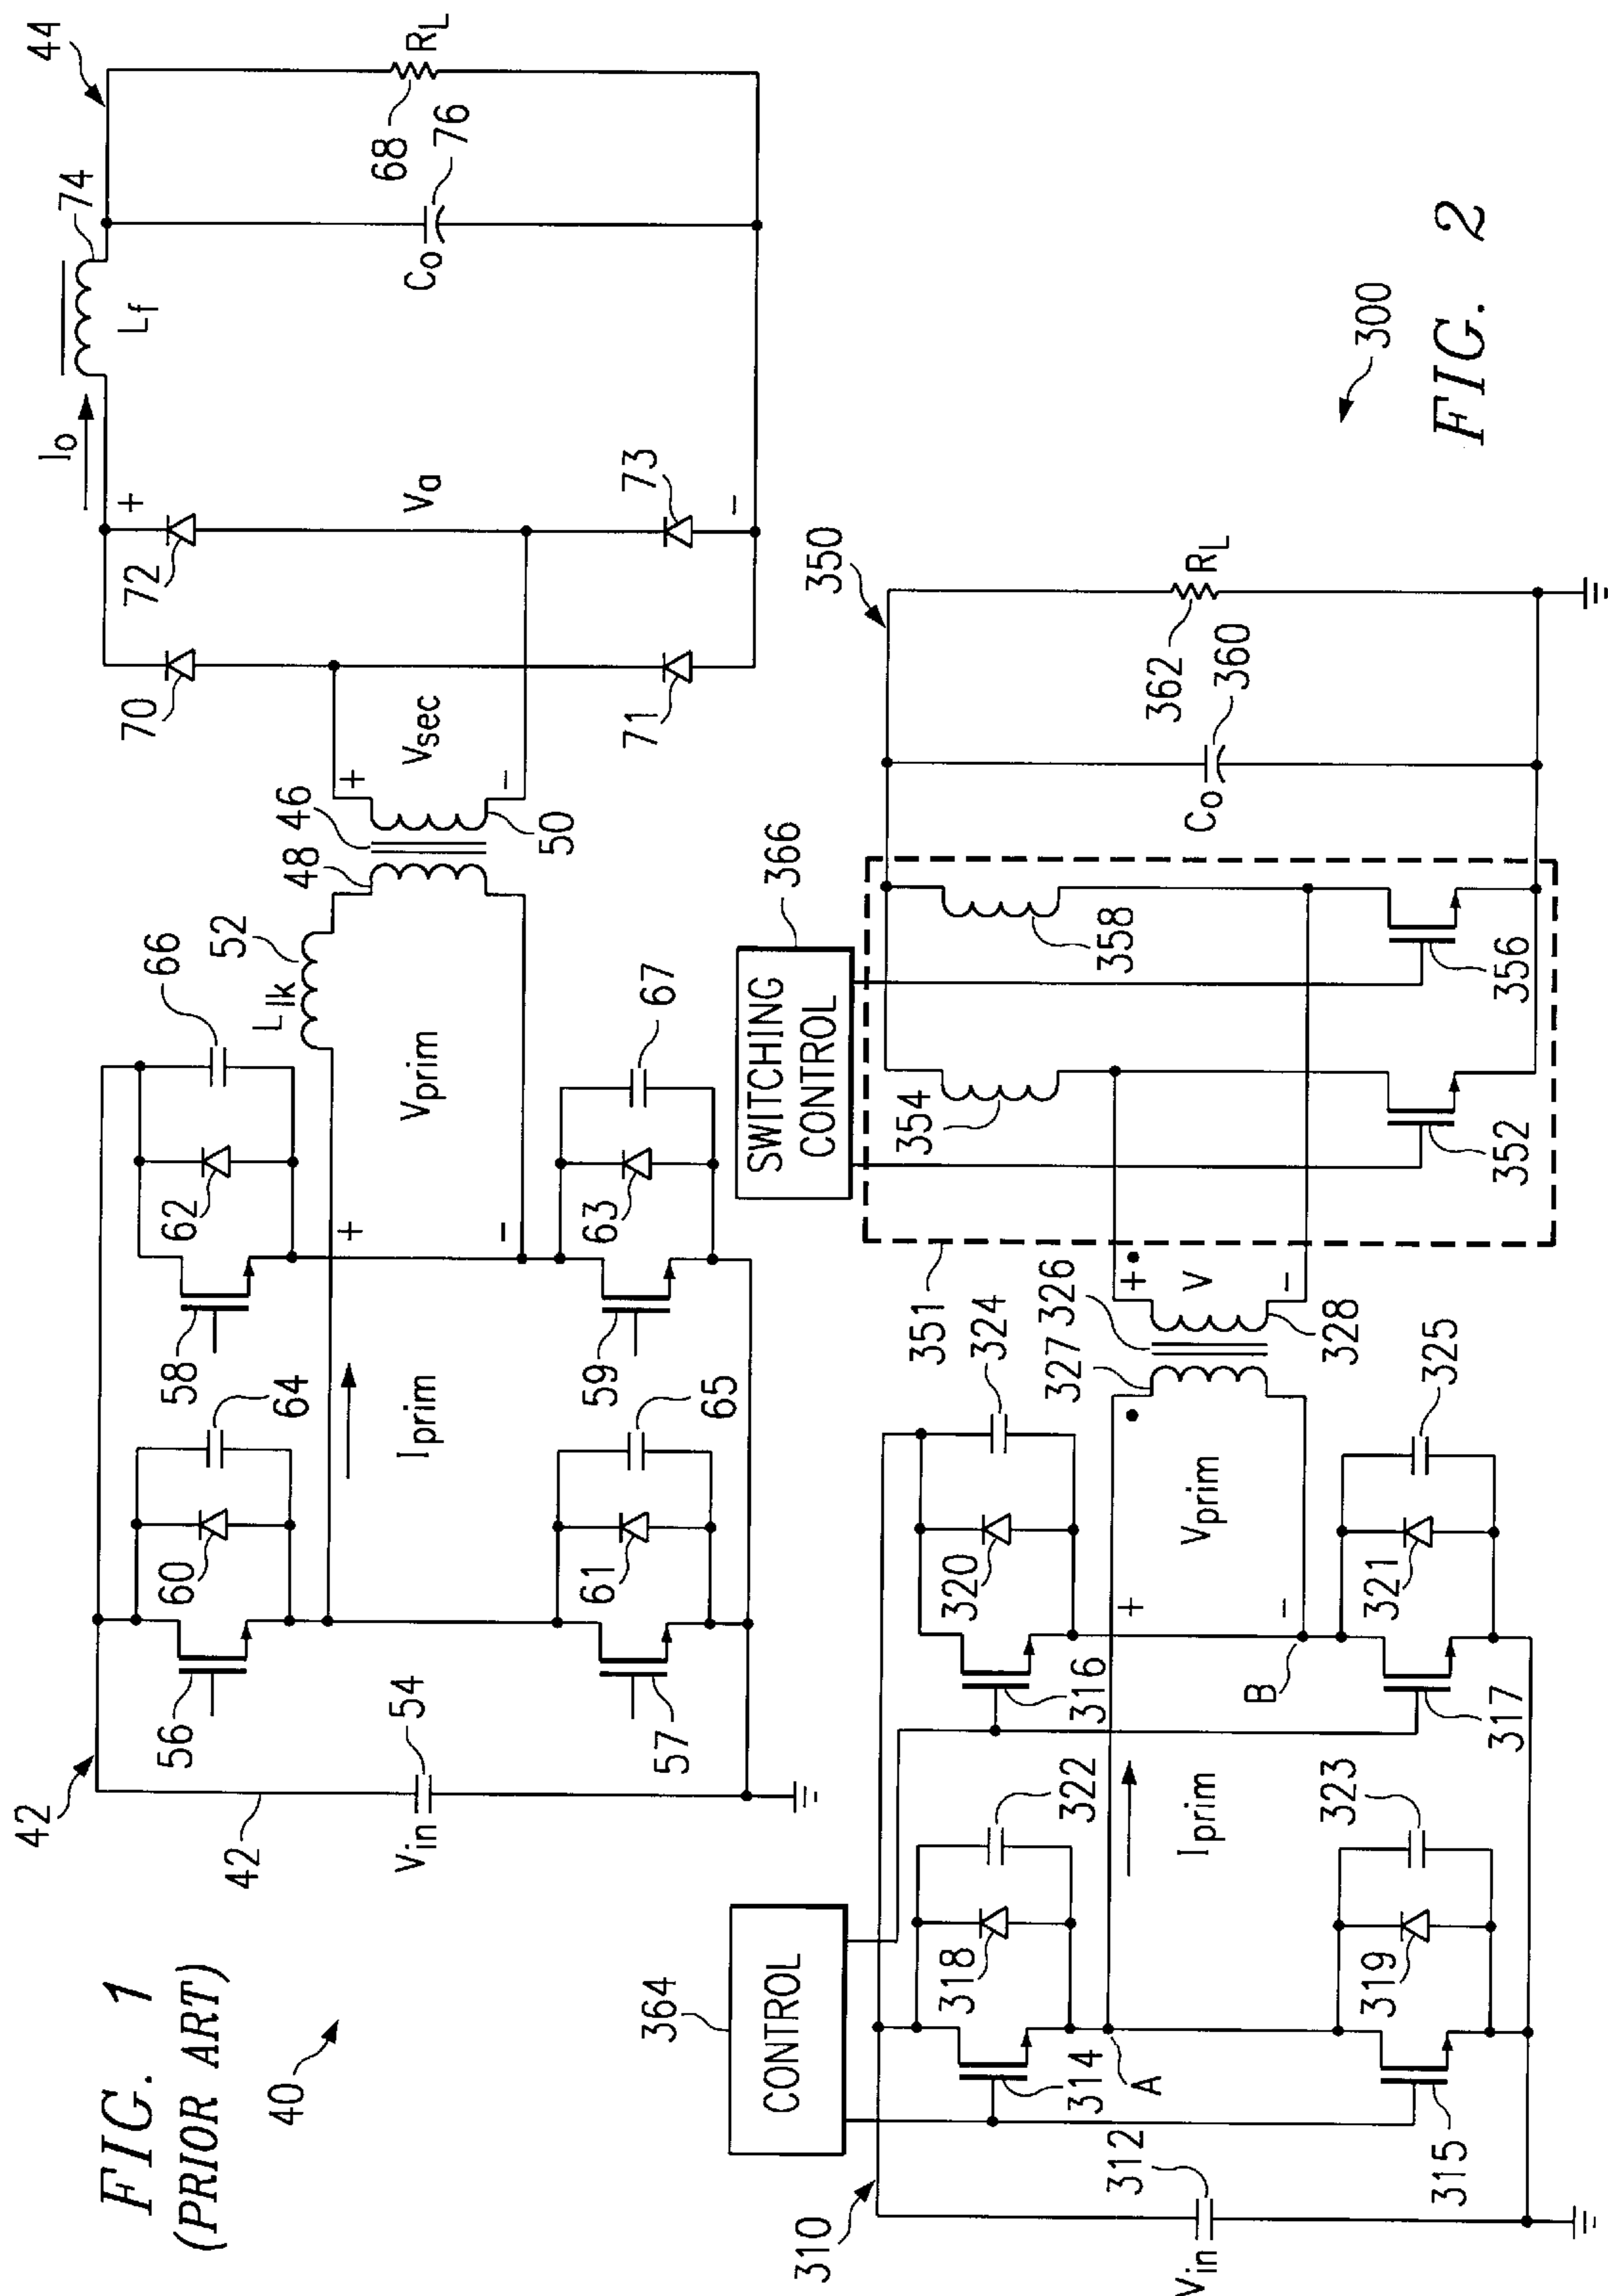 FIG. 1
(PRIOR ART)
40
42
42
Vin
54
56
60
64
57
61
65
Iprim
58
62
66
59
63
67
Vprim
Llk
52
48
46
50
+
-
+
-
Vsec
70
71
72
73
+
Va
-
Io
Lf
74
Co
76
68
RL
44
FIG. 2
300
310
Vin
312
364
CONTROL
314
318
322
A
315
319
323
Iprim
316
320
324
B
317
321
325
+
-
Vprim
327
326
328
+
V
-
351
366
SWITCHING
CONTROL
354
352
358
356
Co
360
362
RL
350